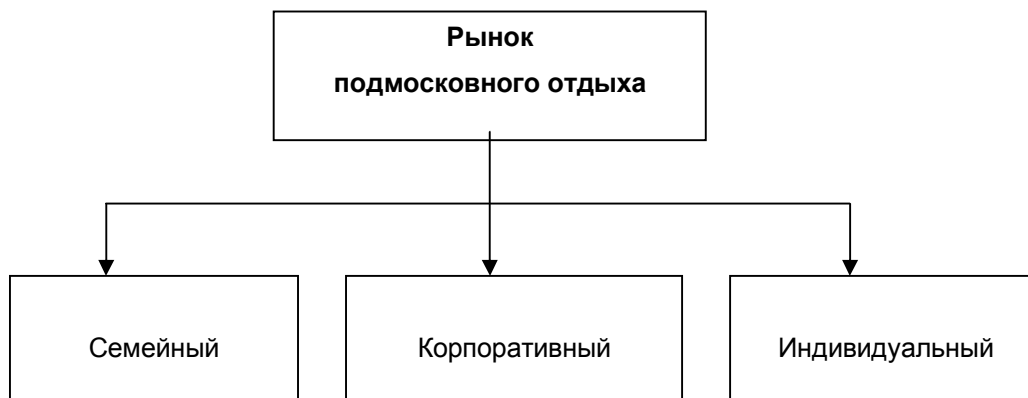 Рынок
подмосковного отдыха
Семейный
Корпоративный
Индивидуальный